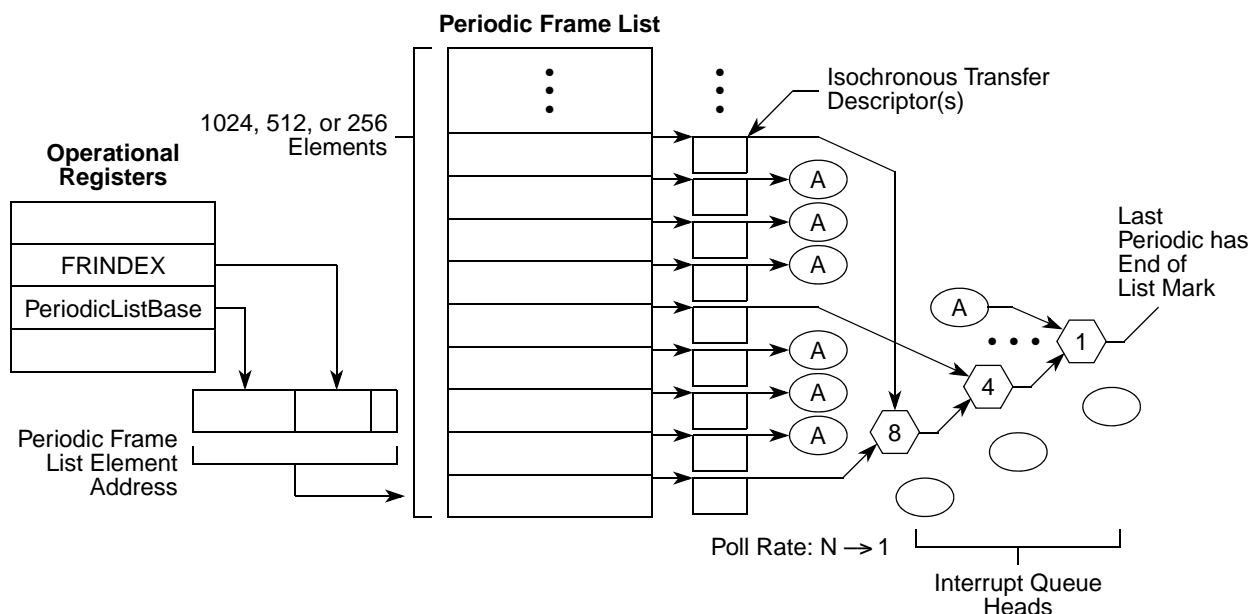 Periodic Frame List
Isochronous Transfer
Descriptor(s)
1024, 512, or 256
Elements
Operational
Registers
A
A
A
Last
Periodic has
End of
List Mark
FRINDEX
PeriodicListBase
A
1
A
A
4
A
8
Periodic Frame
List Element
Address
Poll Rate: N → 1
Interrupt Queue
Heads